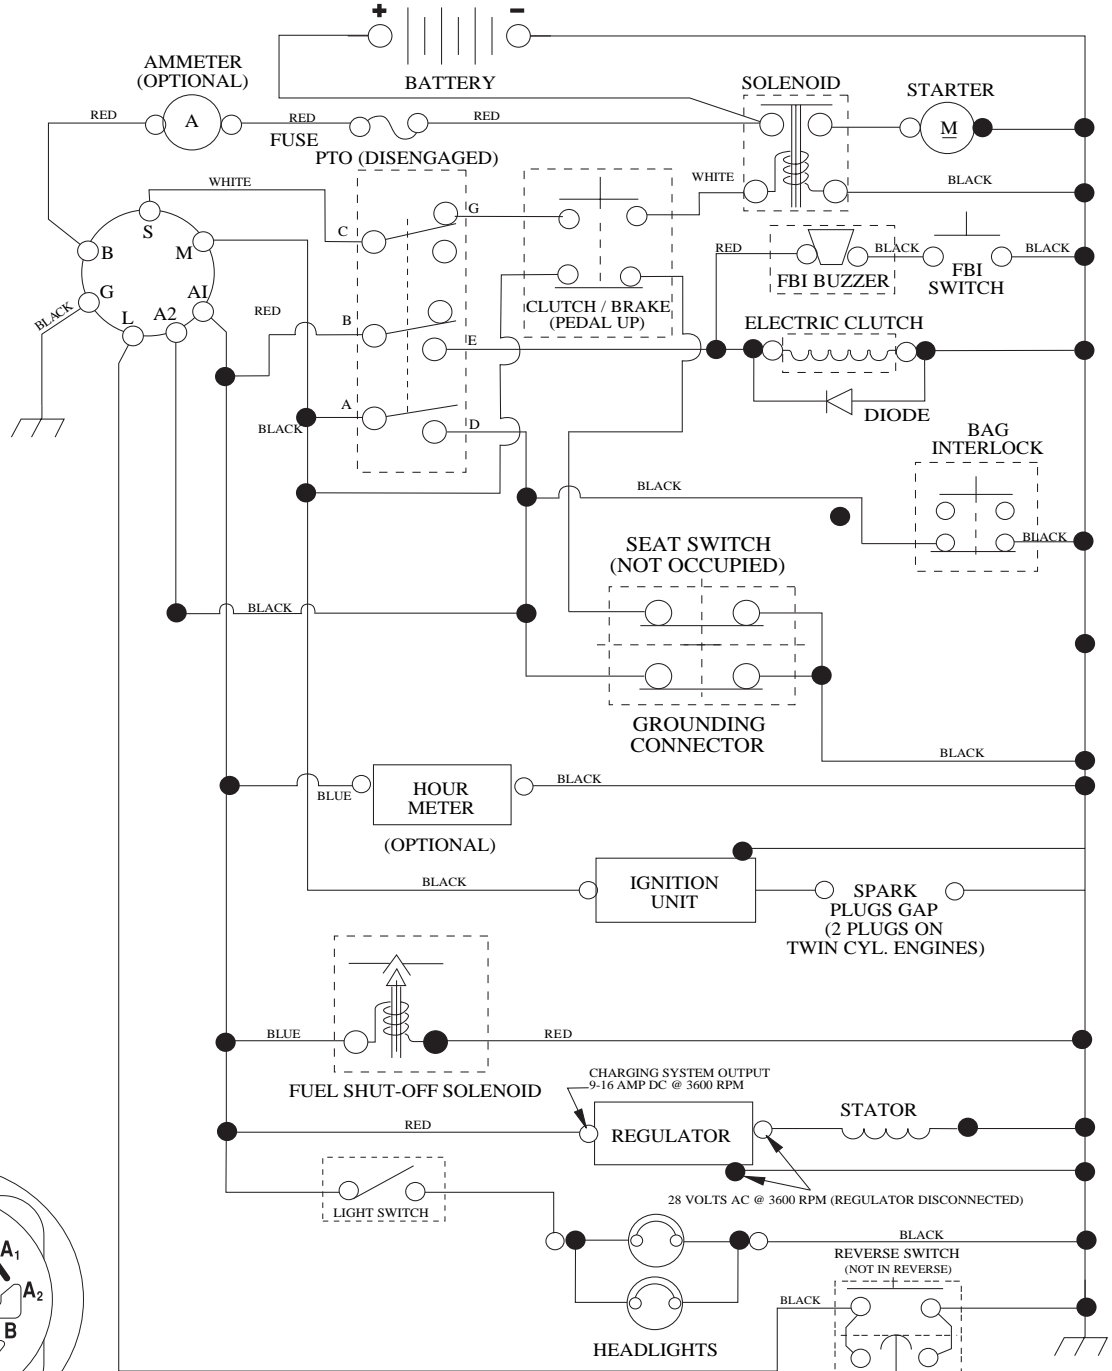 + -
BATTERY
AMMETER
(OPTIONAL)
SOLENOID
STARTER
RED
A
RED
FUSE
RED
M
PTO (DISENGAGED)
WHITE
WHITE
BLACK
S
B
M
G
L
A2
A1
BLACK
C
G
RED
B
E
A
D
BLACK
CLUTCH / BRAKE
(PEDAL UP)
RED
FBI BUZZER
BLACK
FBI
SWITCH
BLACK
ELECTRIC CLUTCH
DIODE
BAG
INTERLOCK
BLACK
BLACK
SEAT SWITCH
(NOT OCCUPIED)
BLACK
GROUNDING
CONNECTOR
BLACK
BLUE
HOUR
METER
BLACK
(OPTIONAL)
BLACK
IGNITION
UNIT
SPARK
PLUGS GAP
(2 PLUGS ON
TWIN CYL. ENGINES)
BLUE
RED
FUEL SHUT-OFF SOLENOID
CHARGING SYSTEM OUTPUT
9-16 AMP DC @ 3600 RPM
RED
REGULATOR
STATOR
28 VOLTS AC @ 3600 RPM (REGULATOR DISCONNECTED)
LIGHT SWITCH
BLACK
REVERSE SWITCH
(NOT IN REVERSE)
BLACK
HEADLIGHTS
A1
A2
B